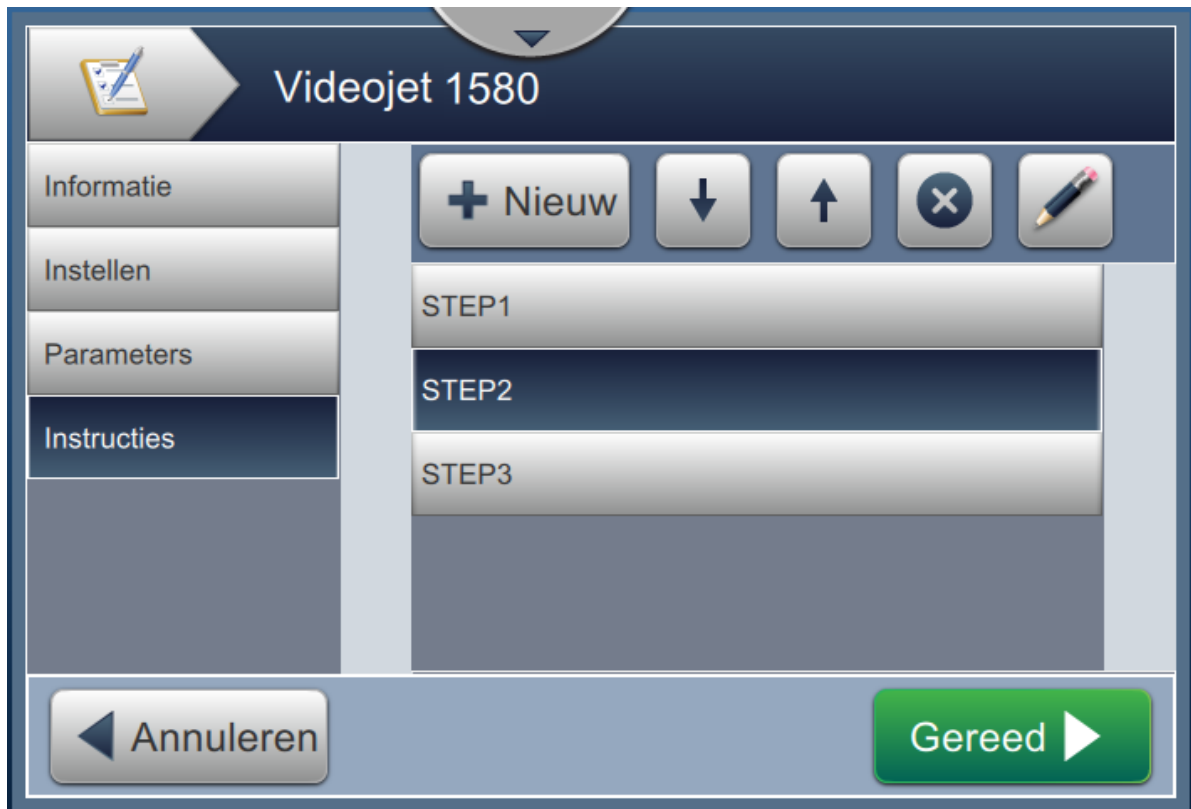 Videojet 1580
Informatie
Instellen
Parameters
Instructies
Nieuw
STEP1
STEP2
STEP3
Annuleren
Gereed